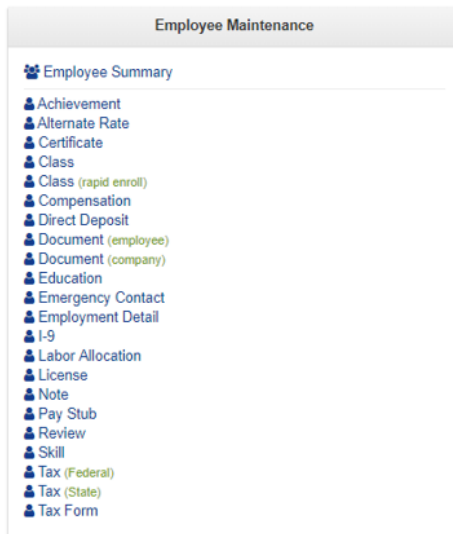 Employee Maintenance
Employee Summary
Achievement
Alternate Rate
Certificate
Class
Class (rapid enroll)
Compensation
Direct Deposit
Document (employee)
Document (company)
Education
Emergency Contact
Employment Detail
I-9
Labor Allocation
License
Note
Pay Stub
Review
Skill
Tax (Federal)
Tax (State)
Tax Form